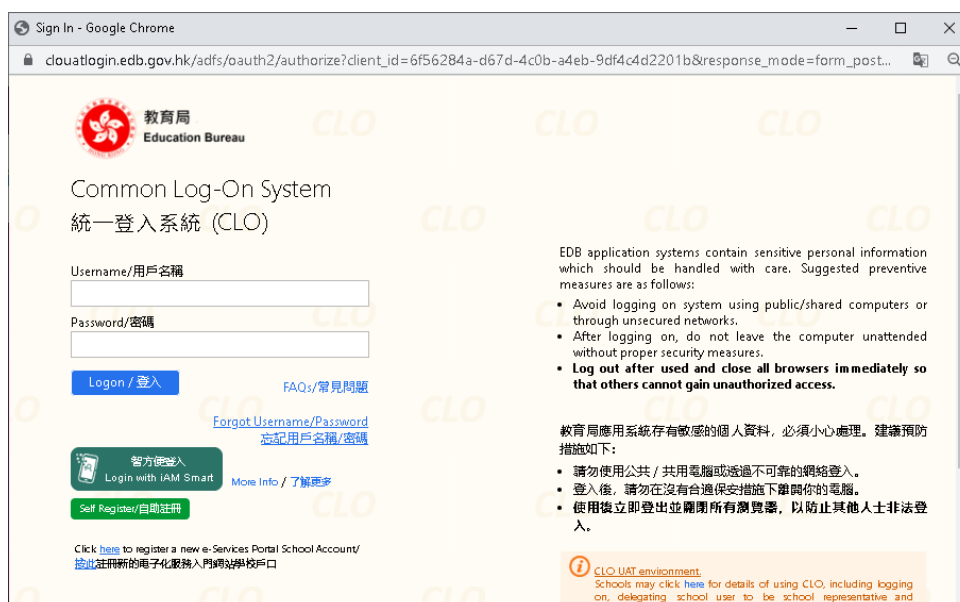 Sign In - Google Chrome
clouatlogin.edb.gov.hk/adfs/oauth2/authorize?client_id=6f56284a-d67d-4c0b-a4eb-9df4c4d2201b&response_mode=form_post...
教育局
Education Bureau
CLO CLO CLO
Common Log-On System
統一登入系統 (CLO)
CLO CLO CLO
Username/用戶名稱
Password/密碼
CLO
Logon / 登入
FAQs/常見問題
CLO CLO CLO
Forgot Username/Password
忘記用戶名稱/密碼
智方便登入
Login with iAM Smart
More Info / 了解更多
Self Register/自助註冊
Click here to register a new e-Services Portal School Account/
按此註冊新的電子化服務入門網站學校戶口
EDB application systems contain sensitive personal information
which should be handled with care. Suggested preventive
measures are as follows:
• Avoid logging on system using public/shared computers or
through unsecured networks.
• After logging on, do not leave the computer unattended
without proper security measures.
• Log out after used and close all browsers immediately so
that others cannot gain unauthorized access.
教育局應用系統存有敏感的個人資料，必須小心處理。建議預防
措施如下：
• 請勿使用公共 / 共用電腦或透過不可靠的網絡登入。
• 登入後，請勿在沒有合適保安措施下離開你的電腦。
• 使用後立即登出並關閉所有瀏覽器，以防止其他人士非法登
入。
CLO UAT environment.
Schools may click here for details of using CLO, including logging
on, delegating school user to be school representative and
CLO CLO CLO